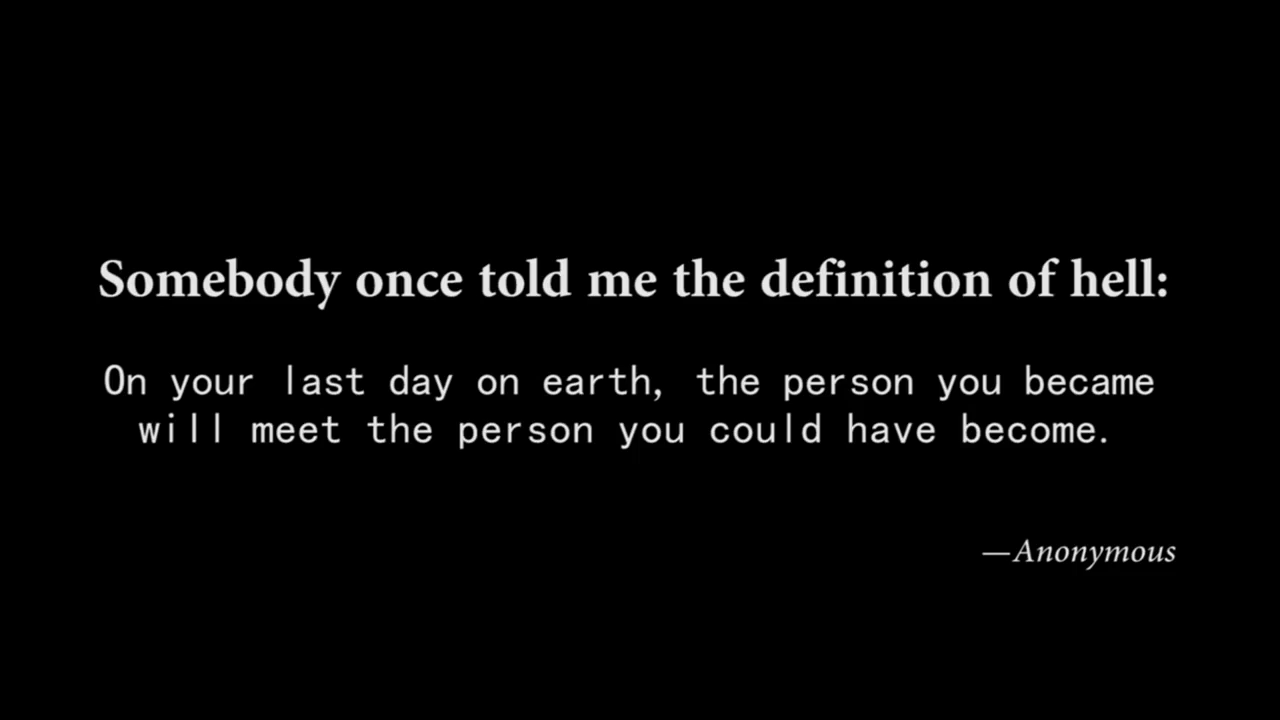 Somebody once told me the definition of hell:
On your last day on earth, the person you became
will meet the person you could have become.
—Anonymous